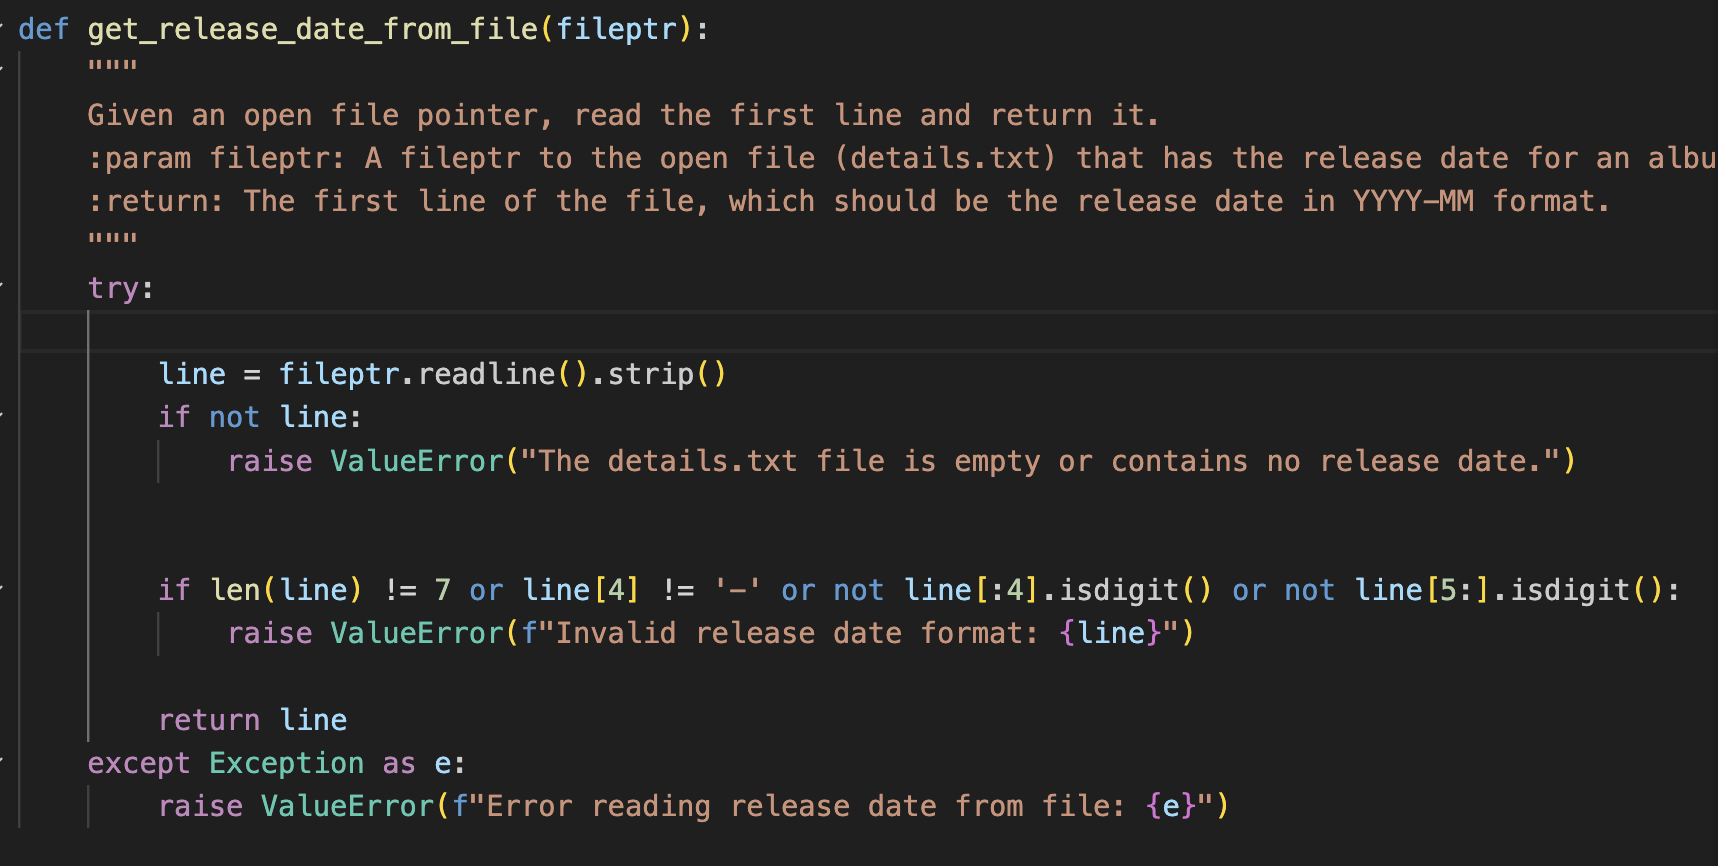 def get_release_date_from_file(fileptr):
    """
    Given an open file pointer, read the first line and return it.
    :param fileptr: A fileptr to the open file (details.txt) that has the release date for an albu
    :return: The first line of the file, which should be the release date in YYYY-MM format.
    """
    try:
        line = fileptr.readline().strip()
        if not line:
            raise ValueError("The details.txt file is empty or contains no release date.")
        if len(line) != 7 or line[4] != '-' or not line[:4].isdigit() or not line[5:].isdigit():
            raise ValueError(f"Invalid release date format: {line}")
        return line
    except Exception as e:
        raise ValueError(f"Error reading release date from file: {e}")